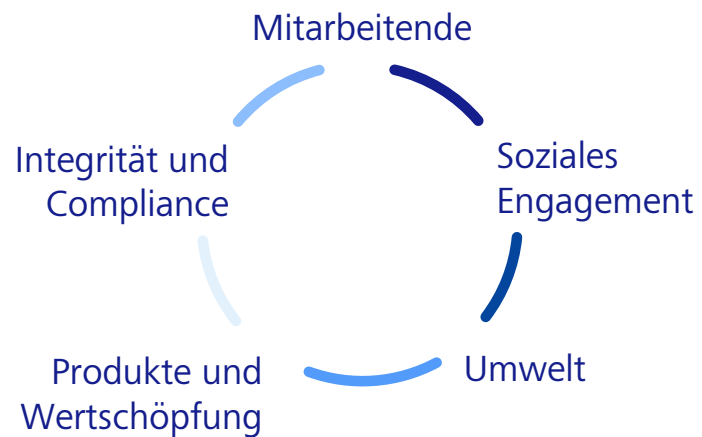 Mitarbeitende
Soziales
Engagement
Umwelt
Produkte und
Wertschöpfung
Integrität und
Compliance